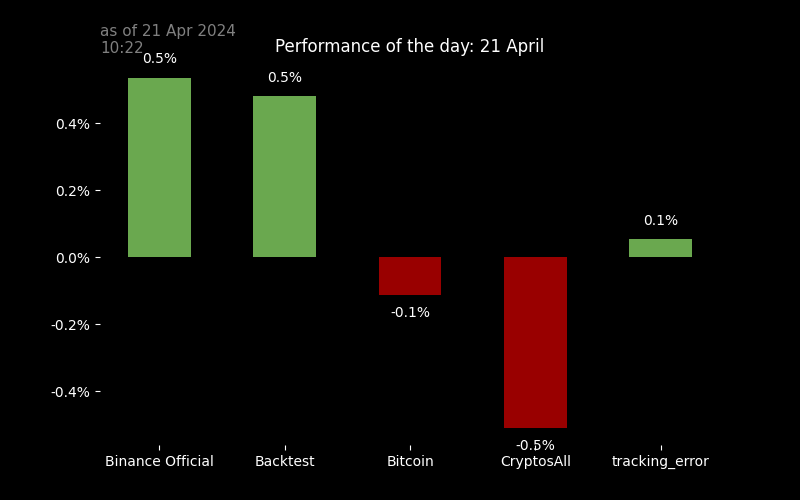 as of 21 Apr 2024
10:22
Performance of the day: 21 April
0.5%
0.5%
0.4%
0.2%
0.1%
0.0%
-0.1%
-0.2%
-0.4%
-0.5%
Binance Official
Backtest
Bitcoin
CryptosAll
tracking_error